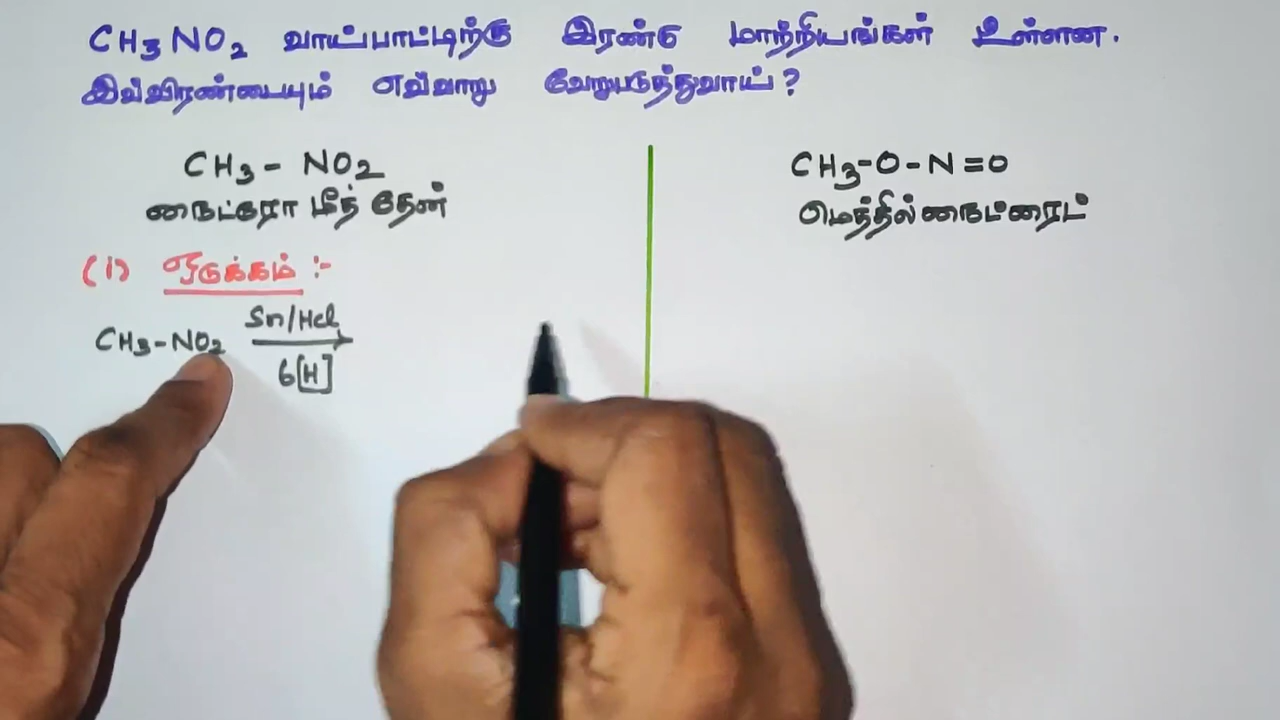 CH3NO2 வாய்பாட்டிற்கு இரண்டு மாற்றியங்கள் உள்ளன.
இவ்விரண்டையும் எவ்வாறு வேறுபடுத்துவாய்?
CH3 - NO2
நைட்ரோ மீத்தேன்
(i) ஒடுக்கம் :-
CH3-NO2 Sn/HCl 6[H]
CH3-O-N=O
மெத்தில்நைட்ரைட்